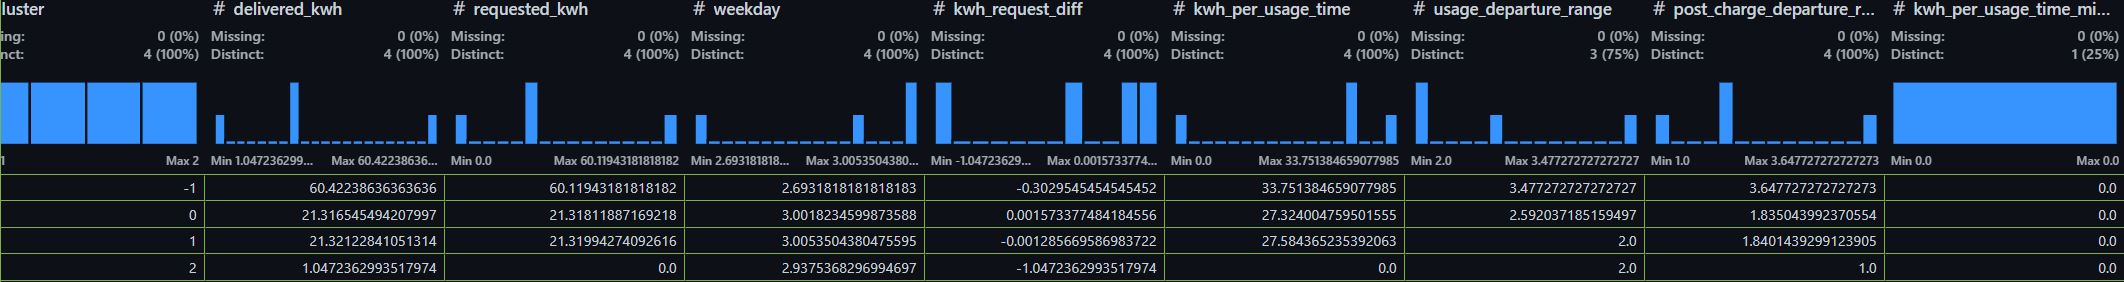 luster # delivered_kwh # requested_kwh # weekday # kwh_request_diff # kwh_per_usage_time # usage_departure_range # post_charge_departure_r... # kwh_per_usage_time_mi...
ing: 0 (0%) Missing: 0 (0%) Missing: 0 (0%) Missing: 0 (0%) Missing: 0 (0%) Missing: 0 (0%) Missing: 0 (0%) Missing: 0 (0%) Missing: 0 (0%)
nct: 4 (100%) Distinct: 4 (100%) Distinct: 4 (100%) Distinct: 4 (100%) Distinct: 4 (100%) Distinct: 4 (100%) Distinct: 3 (75%) Distinct: 4 (100%) Distinct: 1 (25%)
1 Max 2 Min 1.047236299... Max 60.42238636... Min 0.0 Max 60.11943181818182 Min 2.693181818... Max 3.0053504380... Min -1.04723629... Max 0.0015733774... Min 0.0 Max 33.751384659077985 Min 2.0 Max 3.477272727272727 Min 1.0 Max 3.647727272727273 Min 0.0 Max 0.0
-1 60.42238636363636 60.11943181818182 2.6931818181818183 -0.3029545454545452 33.751384659077985 3.477272727272727 3.647727272727273 0.0
0 21.316545494207997 21.31811887169218 3.0018234599873588 0.001573377484184556 27.324004759501555 2.592037185159497 1.835043992370554 0.0
1 21.32122841051314 21.31994274092616 3.0053504380475595 -0.001285669586983722 27.584365235392063 2.0 1.8401439299123905 0.0
2 1.0472362993517974 0.0 2.9375368296994697 -1.0472362993517974 0.0 2.0 1.0 0.0